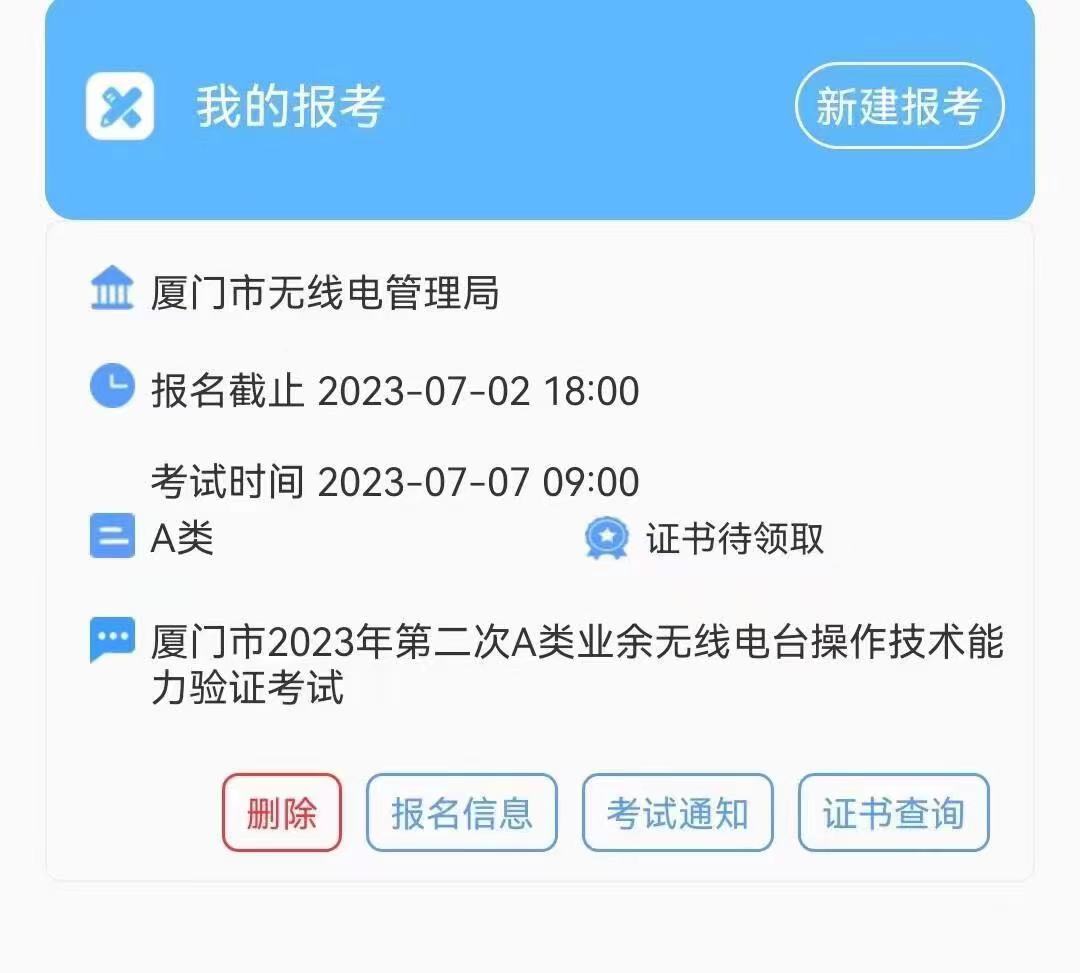 我的报考
新建报考
厦门市无线电管理局
报名截止 2023-07-02 18:00
考试时间 2023-07-07 09:00
A类
证书待领取
厦门市2023年第二次A类业余无线电台操作技术能
力验证考试
删除
报名信息
考试通知
证书查询